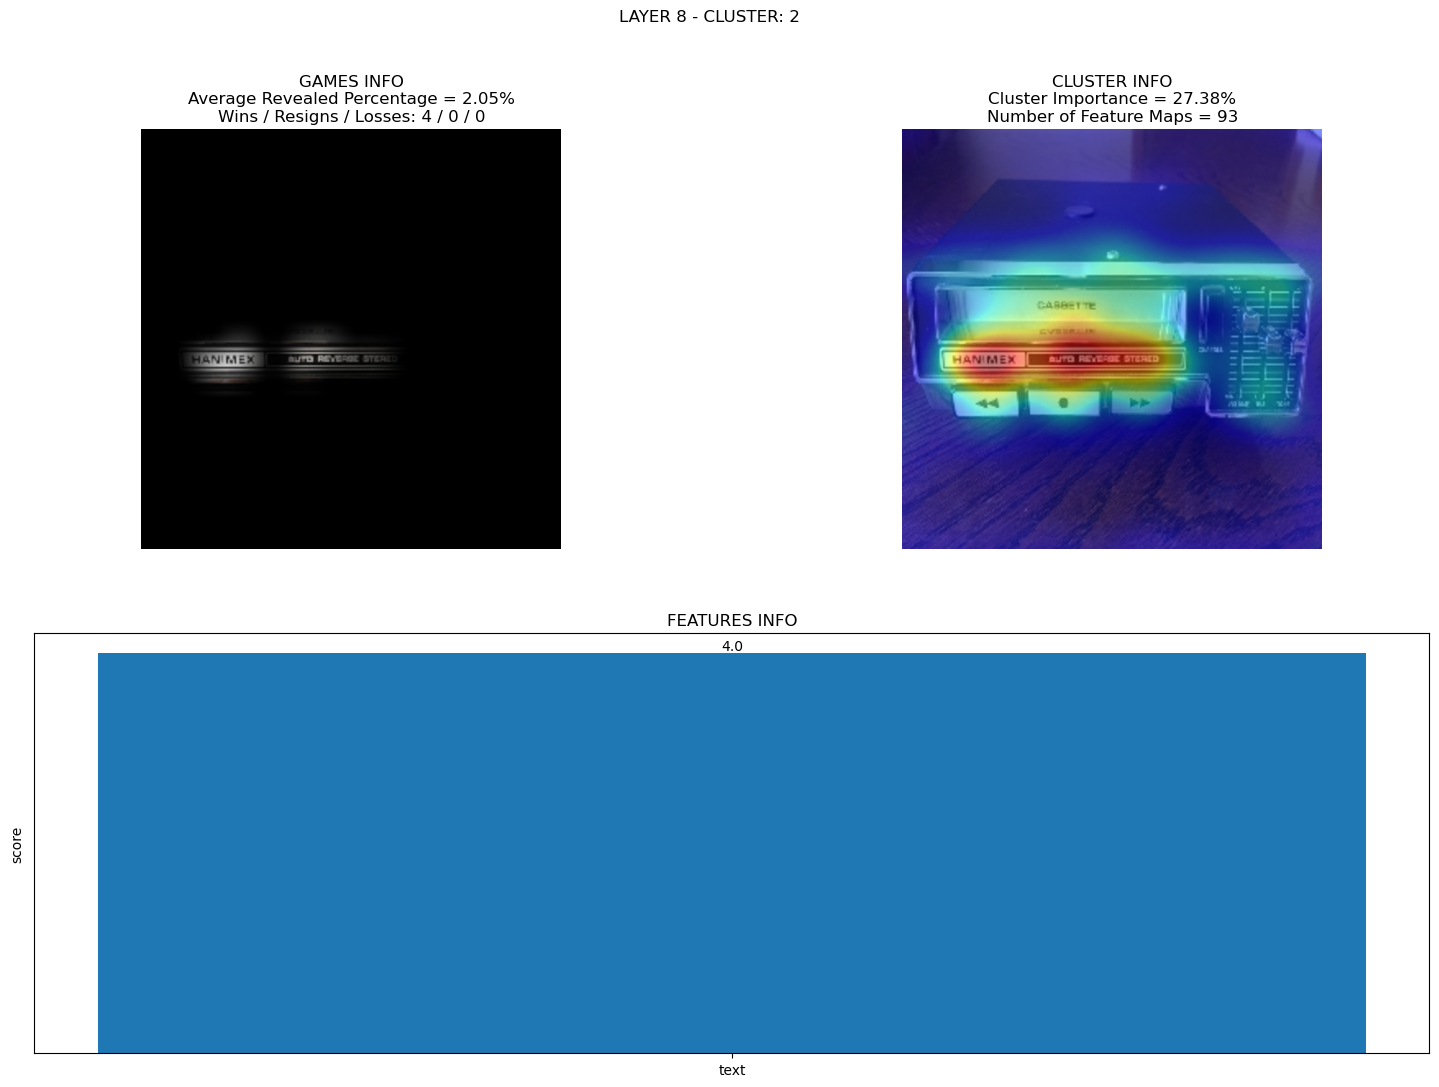 LAYER 8 - CLUSTER: 2
GAMES INFO
Average Revealed Percentage = 2.05%
Wins / Resigns / Losses: 4 / 0 / 0
HANIMEX AUTO REVERSE STEREO
CLUSTER INFO
Cluster Importance = 27.38%
Number of Feature Maps = 93
CASSETTE
HANIMEX AUTO REVERSE STEREO
FEATURES INFO
4.0
score
text